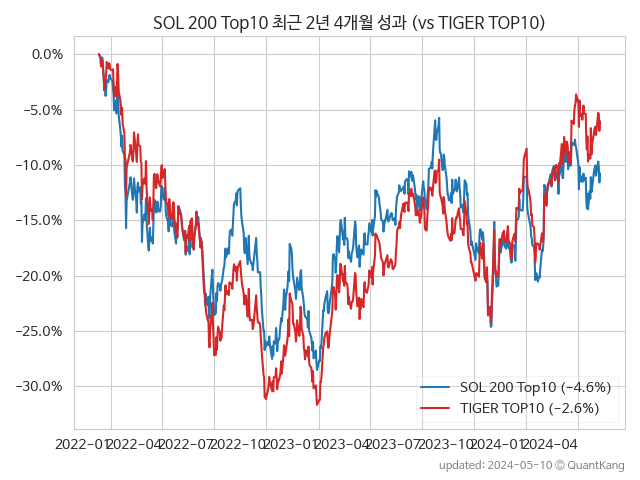 SOL 200 Top10 최근 2년 4개월 성과 (vs TIGER TOP10)
0.0%
−5.0%
−10.0%
−15.0%
−20.0%
−25.0%
−30.0%
SOL 200 Top10 (−4.6%)
TIGER TOP10 (−2.6%)
2022-01 2022-04 2022-07 2022-10 2023-01 2023-04 2023-07 2023-10 2024-01 2024-04
updated: 2024-05-10 © QuantKang